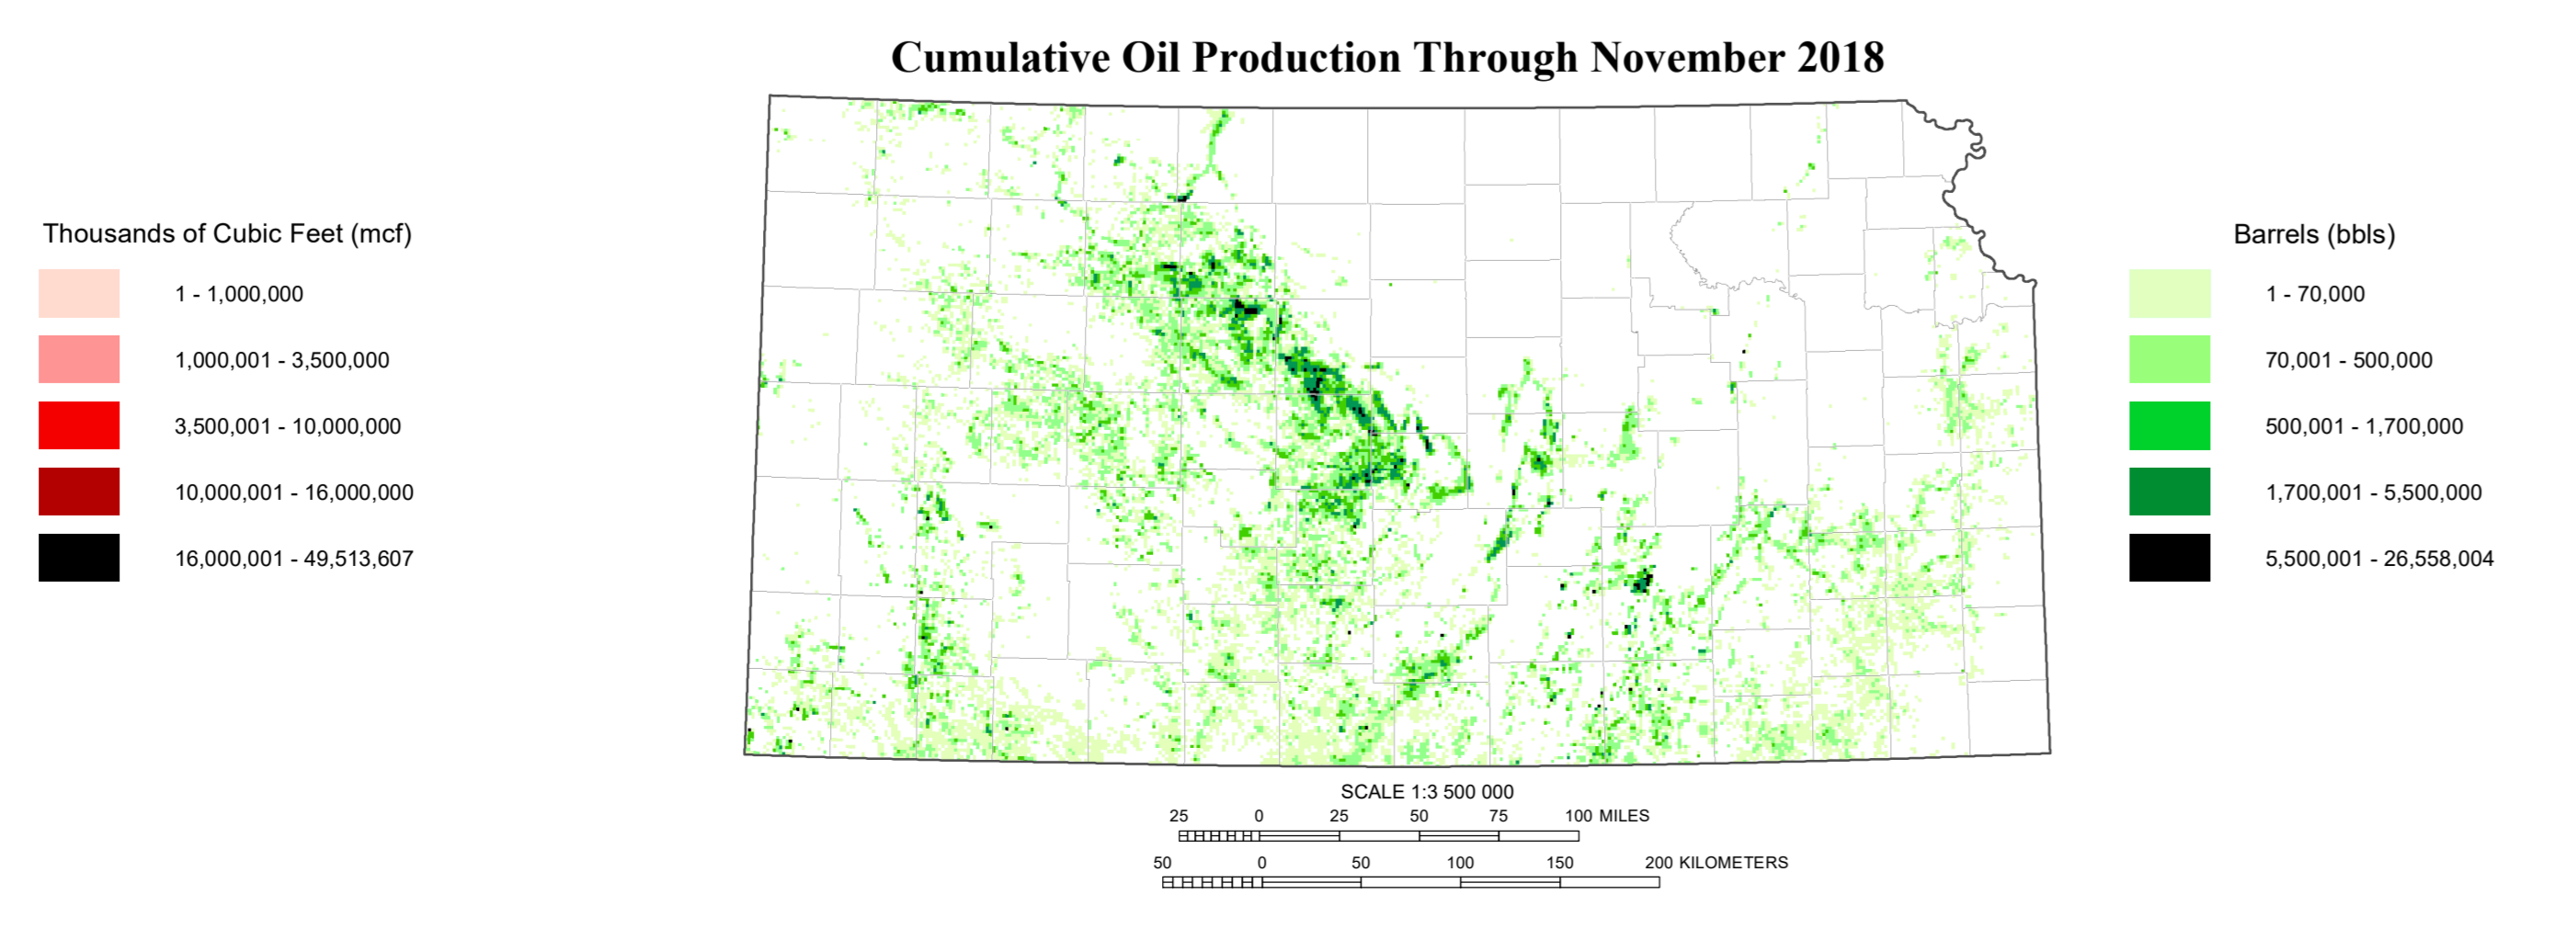 Cumulative Oil Production Through November 2018
Thousands of Cubic Feet (mcf)
1 - 1,000,000
1,000,001 - 3,500,000
3,500,001 - 10,000,000
10,000,001 - 16,000,000
16,000,001 - 49,513,607
Barrels (bbls)
1 - 70,000
70,001 - 500,000
500,001 - 1,700,000
1,700,001 - 5,500,000
5,500,001 - 26,558,004
SCALE 1:3 500 000
25 0 25 50 75 100 MILES
50 0 50 100 150 200 KILOMETERS